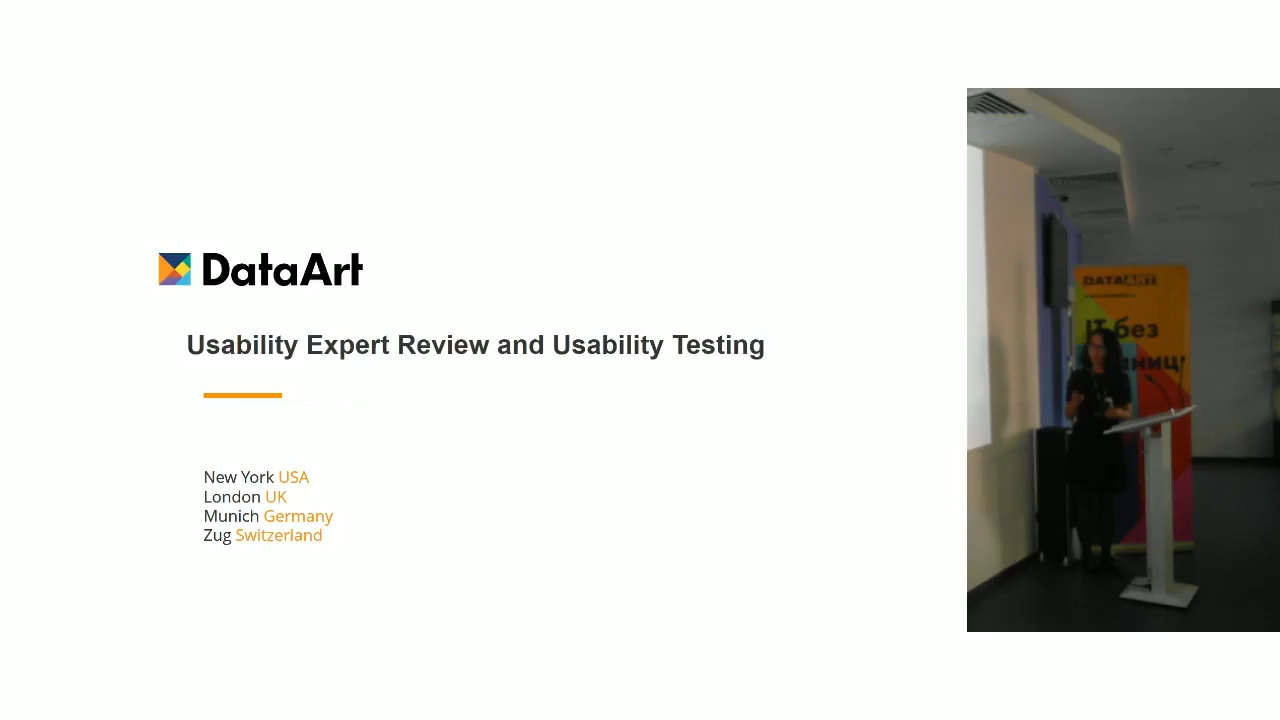 DataArt
Usability Expert Review and Usability Testing
New York USA
London UK
Munich Germany
Zug Switzerland
DATAART
IT без